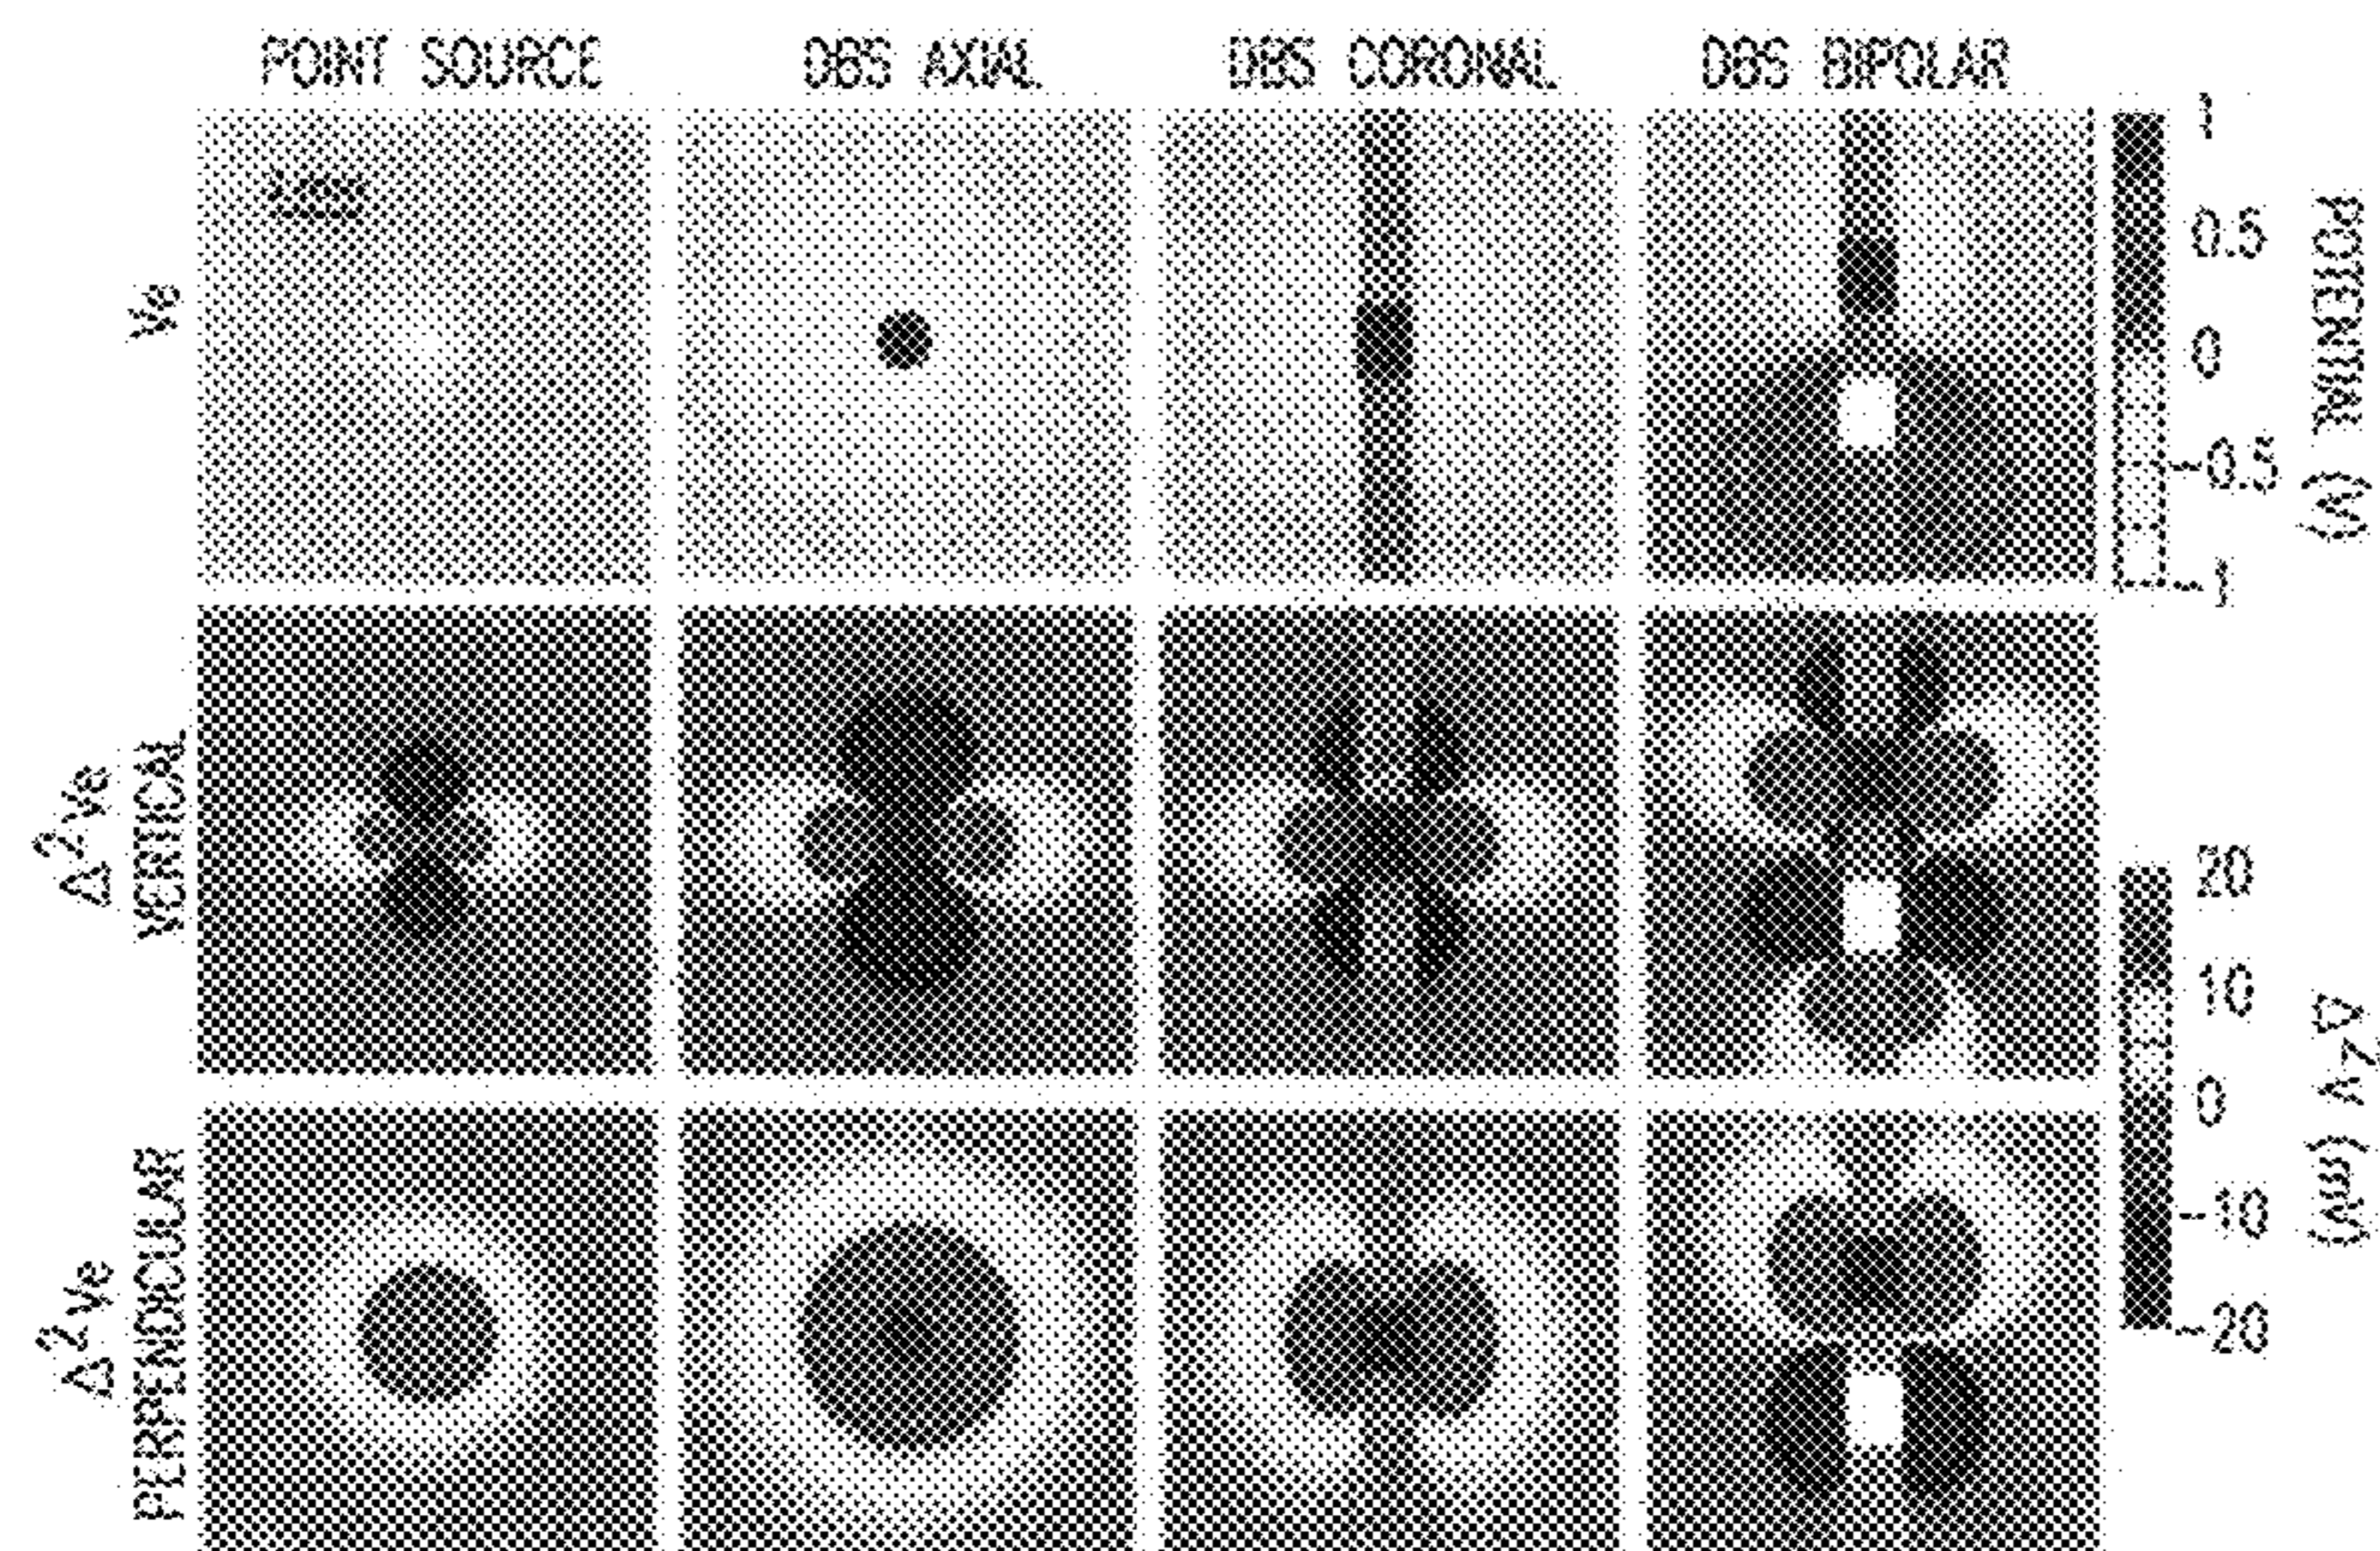 POINT SOURCE
DBS AXIAL
DBS CORONAL
DBS BIPOLAR
Ve
1
0.5
0
-0.5
-1
POTENTIAL (V)
Δ²Ve
VERTICAL
20
10
0
-10
-20
Δ2 V (mV)
Δ²Ve
PERPENDICULAR